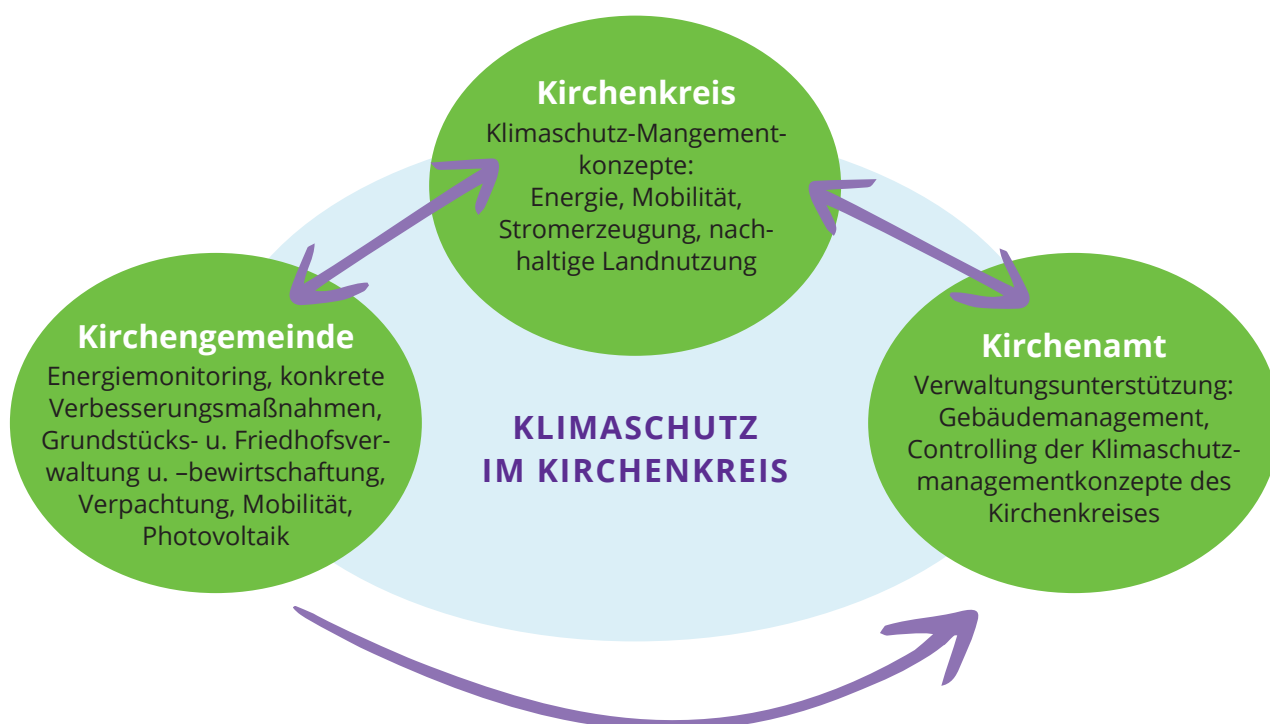 Kirchenkreis
Klimaschutz-Mangement-
konzepte:
Energie, Mobilität,
Stromerzeugung, nach-
haltige Landnutzung
Kirchengemeinde
Energiemonitoring, konkrete
Verbesserungsmaßnahmen,
Grundstücks- u. Friedhofsver-
waltung u. –bewirtschaftung,
Verpachtung, Mobilität,
Photovoltaik
KLIMASCHUTZ
IM KIRCHENKREIS
Kirchenamt
Verwaltungsunterstützung:
Gebäudemanagement,
Controlling der Klimaschutz-
managementkonzepte des
Kirchenkreises